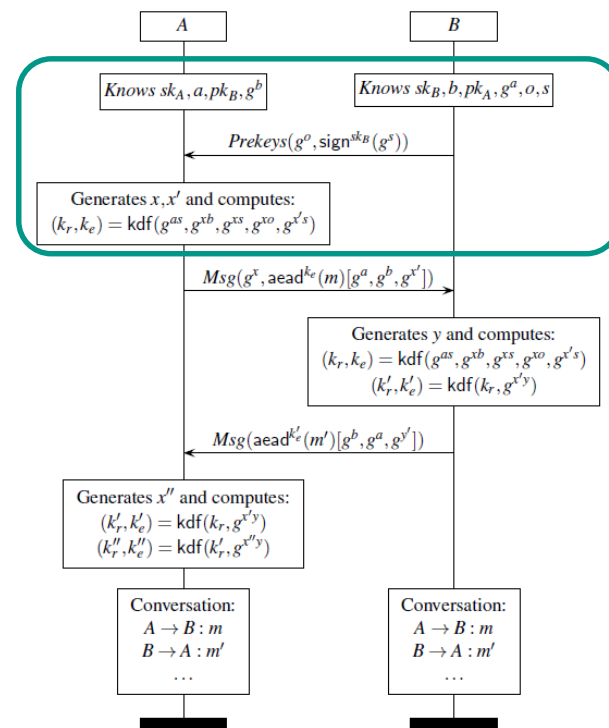 A
B
Knows sk_A, a, pk_B, g^b
Knows sk_B, b, pk_A, g^a, o, s
Prekeys(g^o, sign^{sk_B}(g^s))
Generates x, x′ and computes:
(k_r, k_e) = kdf(g^{as}, g^{xb}, g^{xs}, g^{xo}, g^{x′s})
Msg(g^x, aead^{k_e}(m)[g^a, g^b, g^{x′}])
Generates y and computes:
(k_r, k_e) = kdf(g^{as}, g^{xb}, g^{xs}, g^{xo}, g^{x′s})
(k′_r, k′_e) = kdf(k_r, g^{x′y})
Msg(aead^{k′_e}(m′)[g^b, g^a, g^{y′}])
Generates x″ and computes:
(k′_r, k′_e) = kdf(k_r, g^{x′y})
(k″_r, k″_e) = kdf(k′_r, g^{x″y})
Conversation:
A → B : m
B → A : m′
...
Conversation:
A → B : m
B → A : m′
...